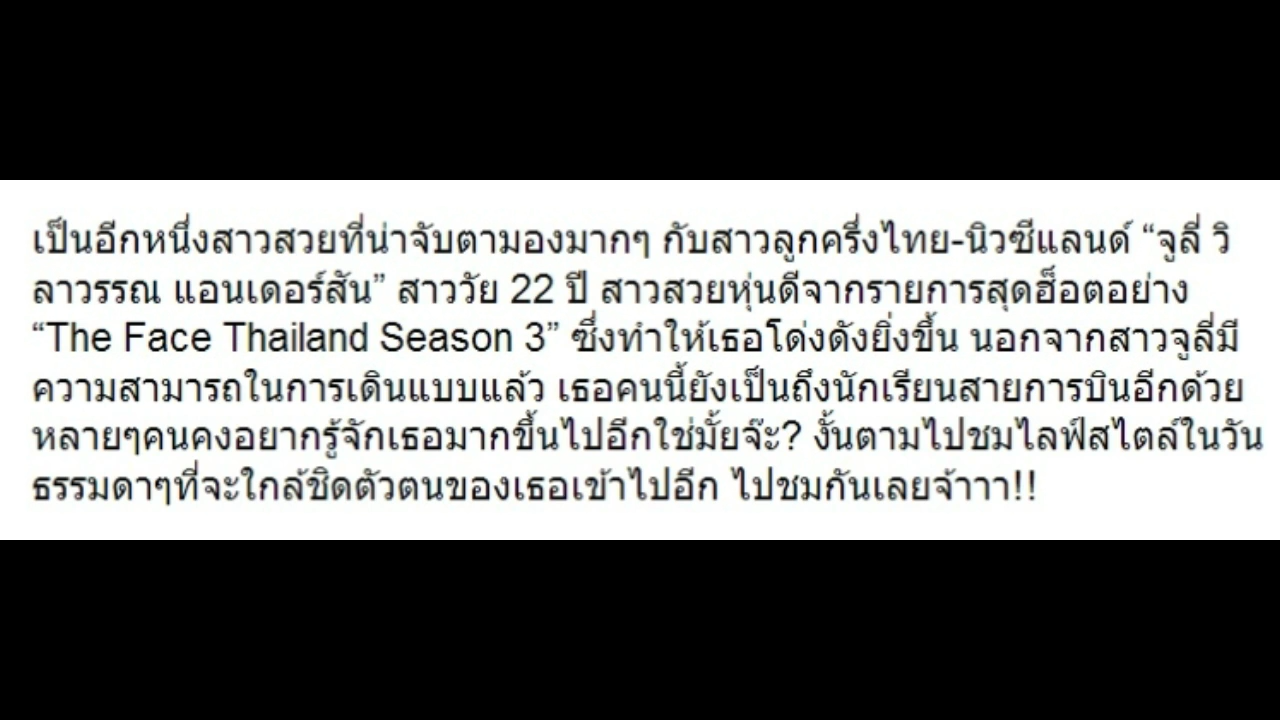 เป็นอีกหนึ่งสาวสวยที่น่าจับตามองมากๆ กับสาวลูกครึ่งไทย-นิวซีแลนด์ “จูลี่ วิ
ลาวรรณ แอนเดอร์สัน” สาววัย 22 ปี สาวสวยหุ่นดีจากรายการสุดฮ็อตอย่าง
“The Face Thailand Season 3” ซึ่งทำให้เธอโด่งดังยิ่งขึ้น นอกจากสาวจูลี่มี
ความสามารถในการเดินแบบแล้ว เธอคนนี้ยังเป็นถึงนักเรียนสายการบินอีกด้วย
หลายๆคนคงอยากรู้จักเธอมากขึ้นไปอีกใช่มั้ยจ๊ะ? งั้นตามไปชมไลฟ์สไตล์ในวัน
ธรรมดาๆที่จะใกล้ชิดตัวตนของเธอเข้าไปอีก ไปชมกันเลยจ้าาา!!